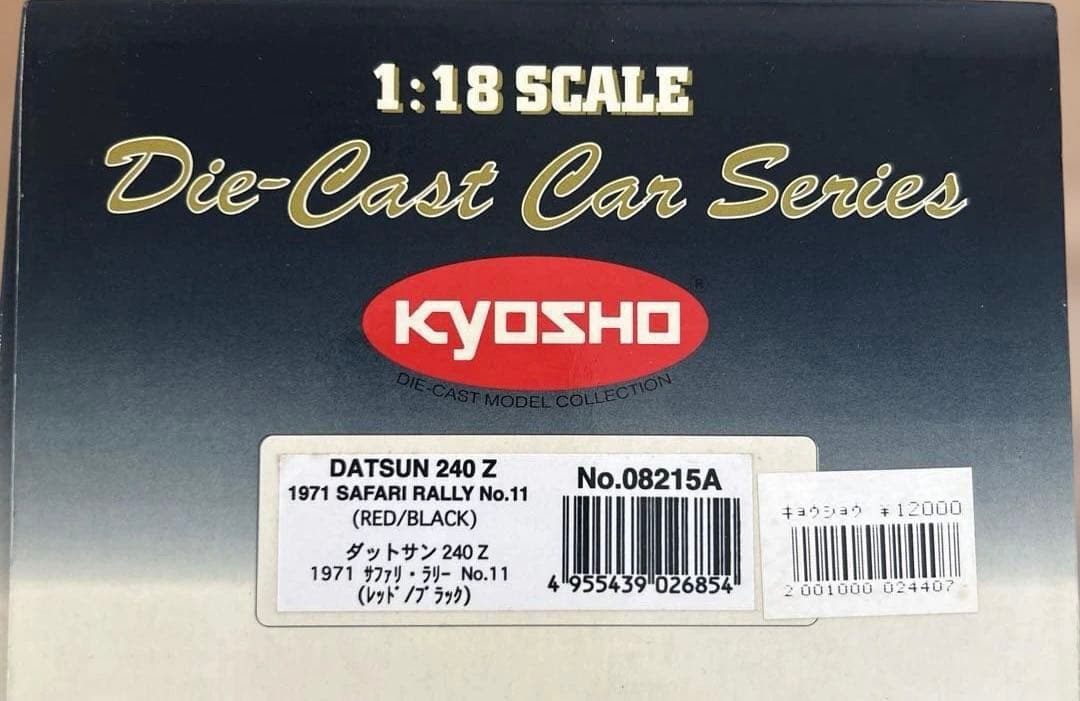 1:18 SCALE
Die-Cast Car Series
KYOSHO
®
DIE-CAST MODEL COLLECTION
DATSUN 240 Z
1971 SAFARI RALLY No.11
(RED/BLACK)
ダットサン 240 Z
1971 ｻﾌｧﾘ・ﾗﾘｰ No.11
(ﾚｯﾄﾞ/ﾌﾞﾗｯｸ)
No.08215A
4 955439 026854
ｷｮｳｼｮｳ ¥12000
2 001000 024407